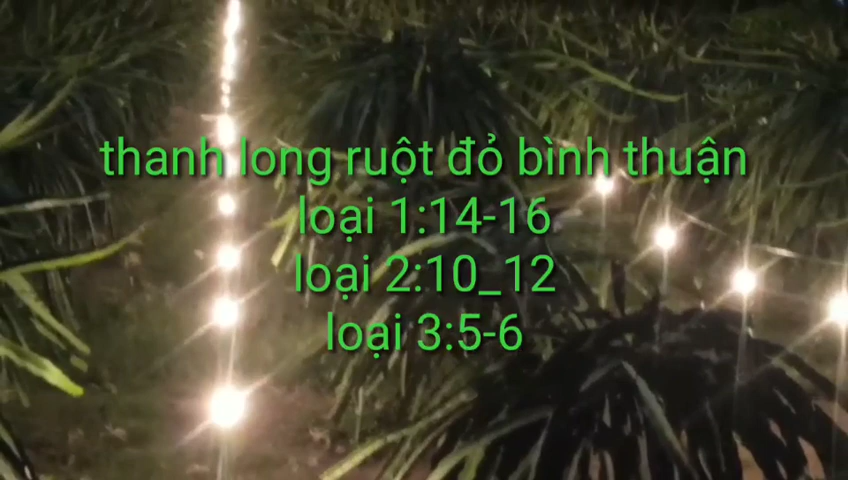 thanh long ruột đỏ bình thuận
loại 1:14-16
loại 2:10_12
loại 3:5-6